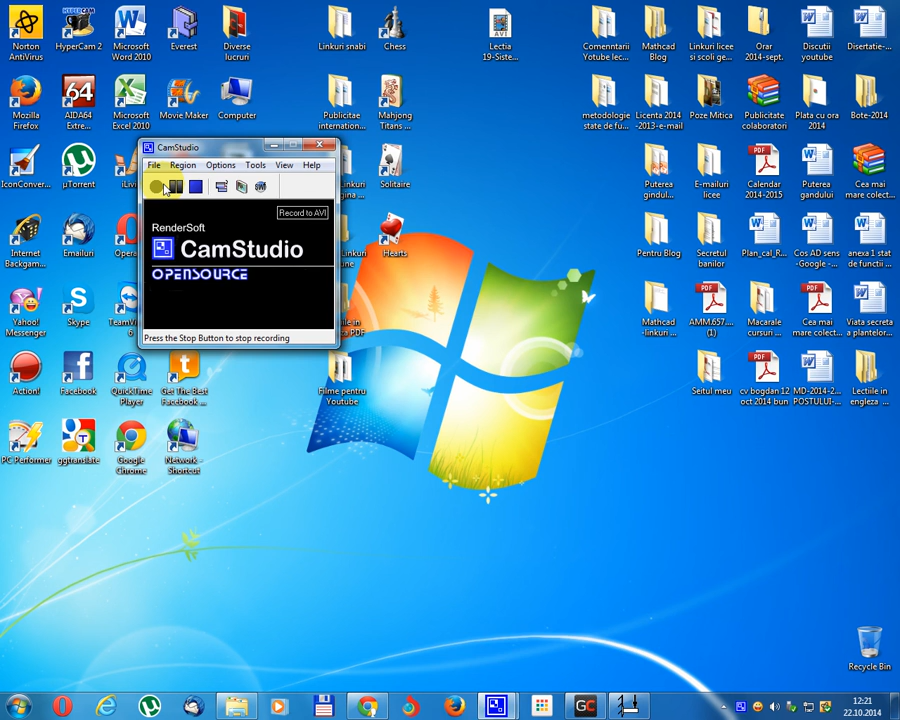 Norton
AntiVirus
HyperCam 2
Microsoft
Word 2010
Everest
Diverse
lucruri
Linkuri snabi
Chess
AVI
Lectia
19-Siste...
Comenntarii
Yotube lec...
Mathcad
Blog
Linkuri licee
si scoli ge...
Orar
2014-sept.
Discutii
youtube
Disertatie-...
Mozilla
Firefox
64
AIDA64
Extre...
Microsoft
Excel 2010
Movie Maker
Computer
Publicitate
internation...
Mahjong
Titans ...
metodologie
state de fu...
Licenta 2014
-2013-e-mail
Poze Mitica
Publicitate
colaboratori
Plata cu ora
2014
Bote-2014
CamStudio
File Region Options Tools View Help
Record to AVI
RenderSoft
CamStudio
OPENSOURCE
Press the Stop Button to stop recording
IconConver...
µTorrent
Solitaire
Puterea
gindul...
E-mailuri
licee
PDF
Calendar
2014-2015
Puterea
gandului
Cea mai
mare colect...
Internet
Backgam...
Emailuri
Hearts
Pentru Blog
Secretul
banilor
Plan_cal_R...
Cos AD sens
-Google -...
anexa 1 stat
de functii ...
Yahoo!
Messenger
Skype
Mathcad
-linkuri ...
PDF
AMM.657....
(1)
Macarale
cursuri ...
PDF
Cea mai
mare colect...
Viata secreta
a plantelor...
Action!
Facebook
QuickTime
Player
Get The Best
Facebook ...
Filme pentru
Youtube
Seitul meu
PDF
cv bogdan 12
oct 2014 bun
MD-2014-2...
POSTULUI-...
Lectiile in
engleza _...
PC Performer
ggtranslate
Google
Chrome
Network -
Shortcut
Recycle Bin
GC
12:21
22.10.2014